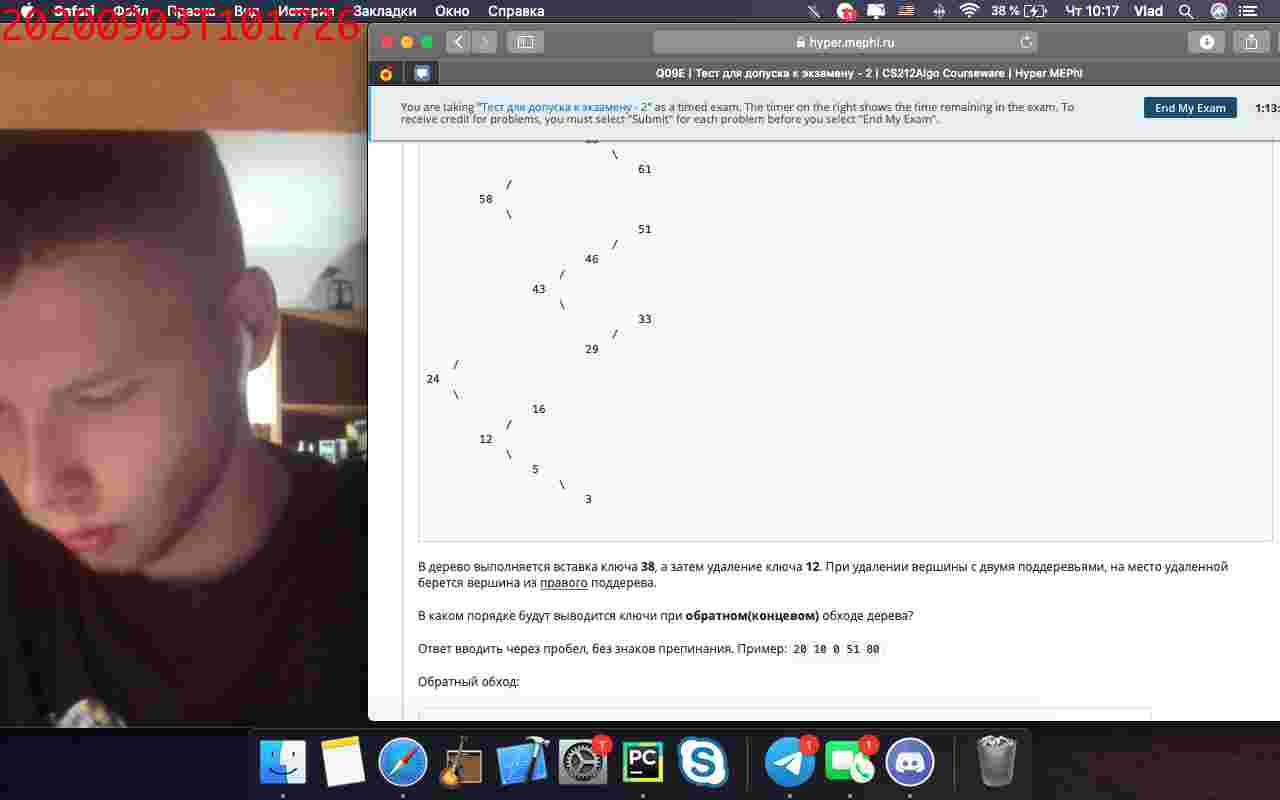 Safari Файл Правка Вид История Закладки Окно Справка 38 % Чт 10:17 Vlad
20200903T101726
hyper.mephi.ru
Q09E | Тест для допуска к экзамену - 2 | CS212Algo Courseware | Hyper.MEPhI
You are taking "Тест для допуска к экзамену - 2" as a timed exam. The timer on the right shows the time remaining in the exam. To
receive credit for problems, you must select "Submit" for each problem before you select "End My Exam".
End My Exam
1:13:
\
61
/
58
\
51
/
46
/
43
\
33
/
29
/
24
\
16
/
12
\
5
\
3
В дерево выполняется вставка ключа 38, а затем удаление ключа 12. При удалении вершины с двумя поддеревьями, на место удаленной
берется вершина из правого поддерева.
В каком порядке будут выводится ключи при обратном(концевом) обходе дерева?
Ответ вводить через пробел, без знаков препинания. Пример: 20 10 0 51 80
Обратный обход:
PC
1
1
1